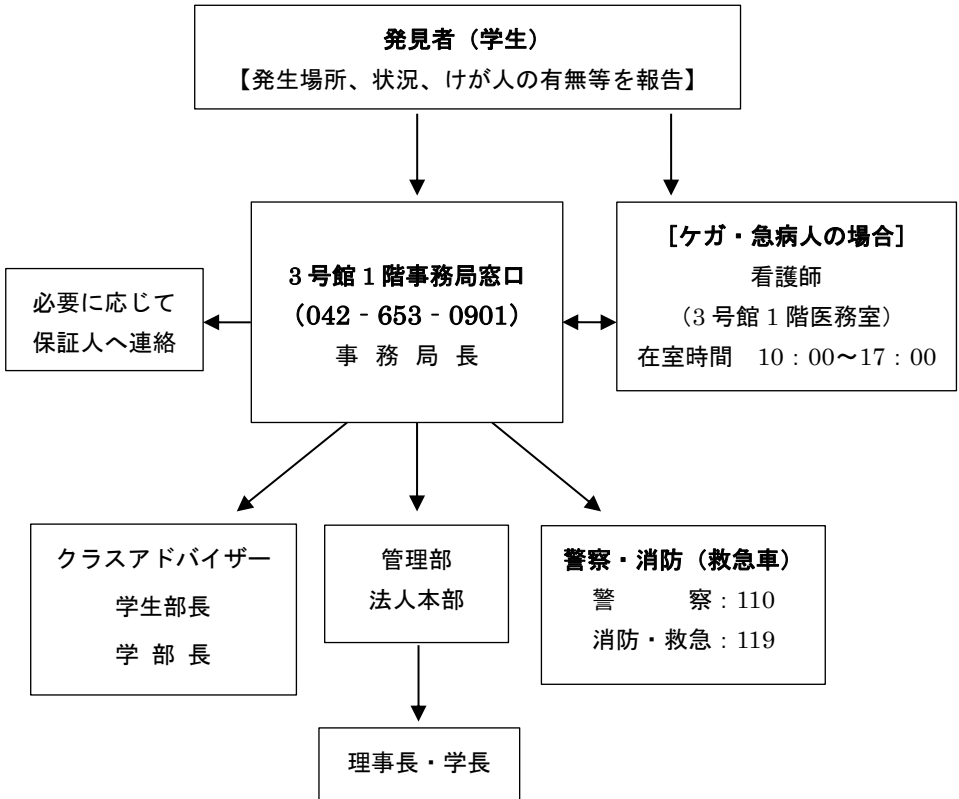 発見者（学生）
【発生場所、状況、けが人の有無等を報告】
3号館1階事務局窓口
（042‐653‐0901）
事 務 局 長
［ケガ・急病人の場合］
看護師
（3号館1階医務室）
在室時間　10：00～17：00
必要に応じて
保証人へ連絡
クラスアドバイザー
学生部長
学 部 長
管理部
法人本部
警察・消防（救急車）
警　　　察：110
消防・救急：119
理事長・学長